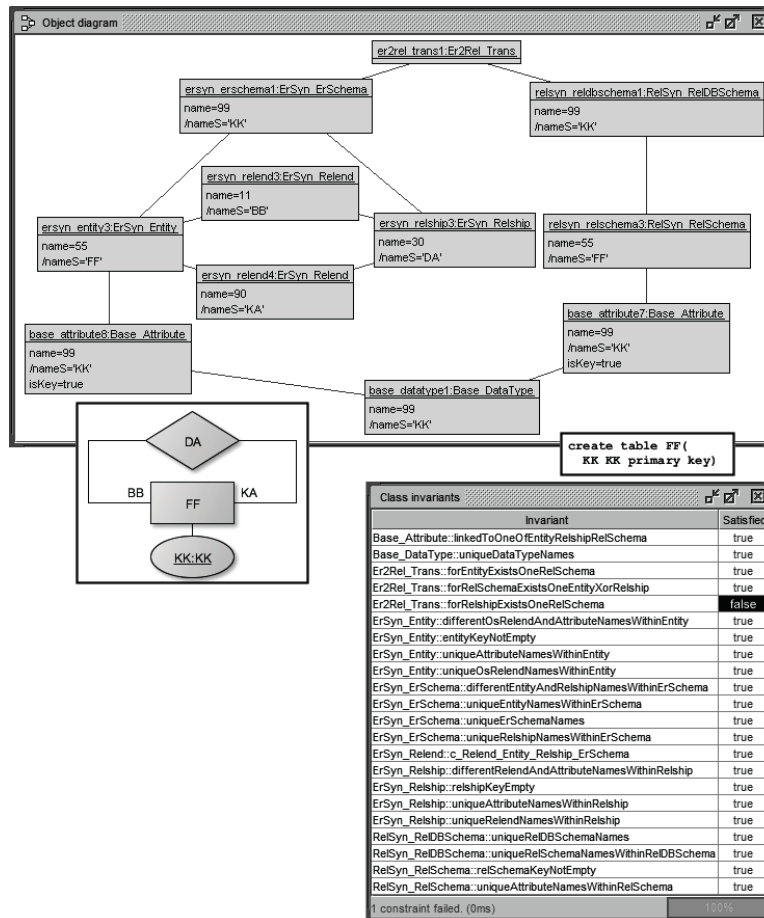 Object diagram
er2rel_trans1:Er2Rel_Trans
ersyn_erschema1:ErSyn_ErSchema
name=99
/nameS='KK'
relsyn_reldbschema1:RelSyn_RelDBSchema
name=99
/nameS='KK'
ersyn_relend3:ErSyn_Relend
name=11
/nameS='BB'
ersyn_entity3:ErSyn_Entity
name=55
/nameS='FF'
ersyn_relship3:ErSyn_Relship
name=30
/nameS='DA'
relsyn_relschema3:RelSyn_RelSchema
name=55
/nameS='FF'
ersyn_relend4:ErSyn_Relend
name=90
/nameS='KA'
base_attribute7:Base_Attribute
name=99
/nameS='KK'
isKey=true
base_attribute8:Base_Attribute
name=99
/nameS='KK'
isKey=true
base_datatype1:Base_DataType
name=99
/nameS='KK'
DA
BB
KA
FF
KK:KK
create table FF(
KK KK primary key)
Class invariants
Invariant Satisfied
Base_Attribute::linkedToOneOfEntityRelshipRelSchema true
Base_DataType::uniqueDataTypeNames true
Er2Rel_Trans::forEntityExistsOneRelSchema true
Er2Rel_Trans::forRelSchemaExistsOneEntityXorRelship true
Er2Rel_Trans::forRelshipExistsOneRelSchema false
ErSyn_Entity::differentOsRelendAndAttributeNamesWithinEntity true
ErSyn_Entity::entityKeyNotEmpty true
ErSyn_Entity::uniqueAttributeNamesWithinEntity true
ErSyn_Entity::uniqueOsRelendNamesWithinEntity true
ErSyn_ErSchema::differentEntityAndRelshipNamesWithinErSchema true
ErSyn_ErSchema::uniqueEntityNamesWithinErSchema true
ErSyn_ErSchema::uniqueErSchemaNames true
ErSyn_ErSchema::uniqueRelshipNamesWithinErSchema true
ErSyn_Relend::c_Relend_Entity_Relship_ErSchema true
ErSyn_Relship::differentRelendAndAttributeNamesWithinRelship true
ErSyn_Relship::relshipKeyEmpty true
ErSyn_Relship::uniqueAttributeNamesWithinRelship true
ErSyn_Relship::uniqueRelendNamesWithinRelship true
RelSyn_RelDBSchema::uniqueRelDBSchemaNames true
RelSyn_RelDBSchema::uniqueRelSchemaNamesWithinRelDBSchema true
RelSyn_RelSchema::relSchemaKeyNotEmpty true
RelSyn_RelSchema::uniqueAttributeNamesWithinRelSchema true
1 constraint failed. (0ms) 100%